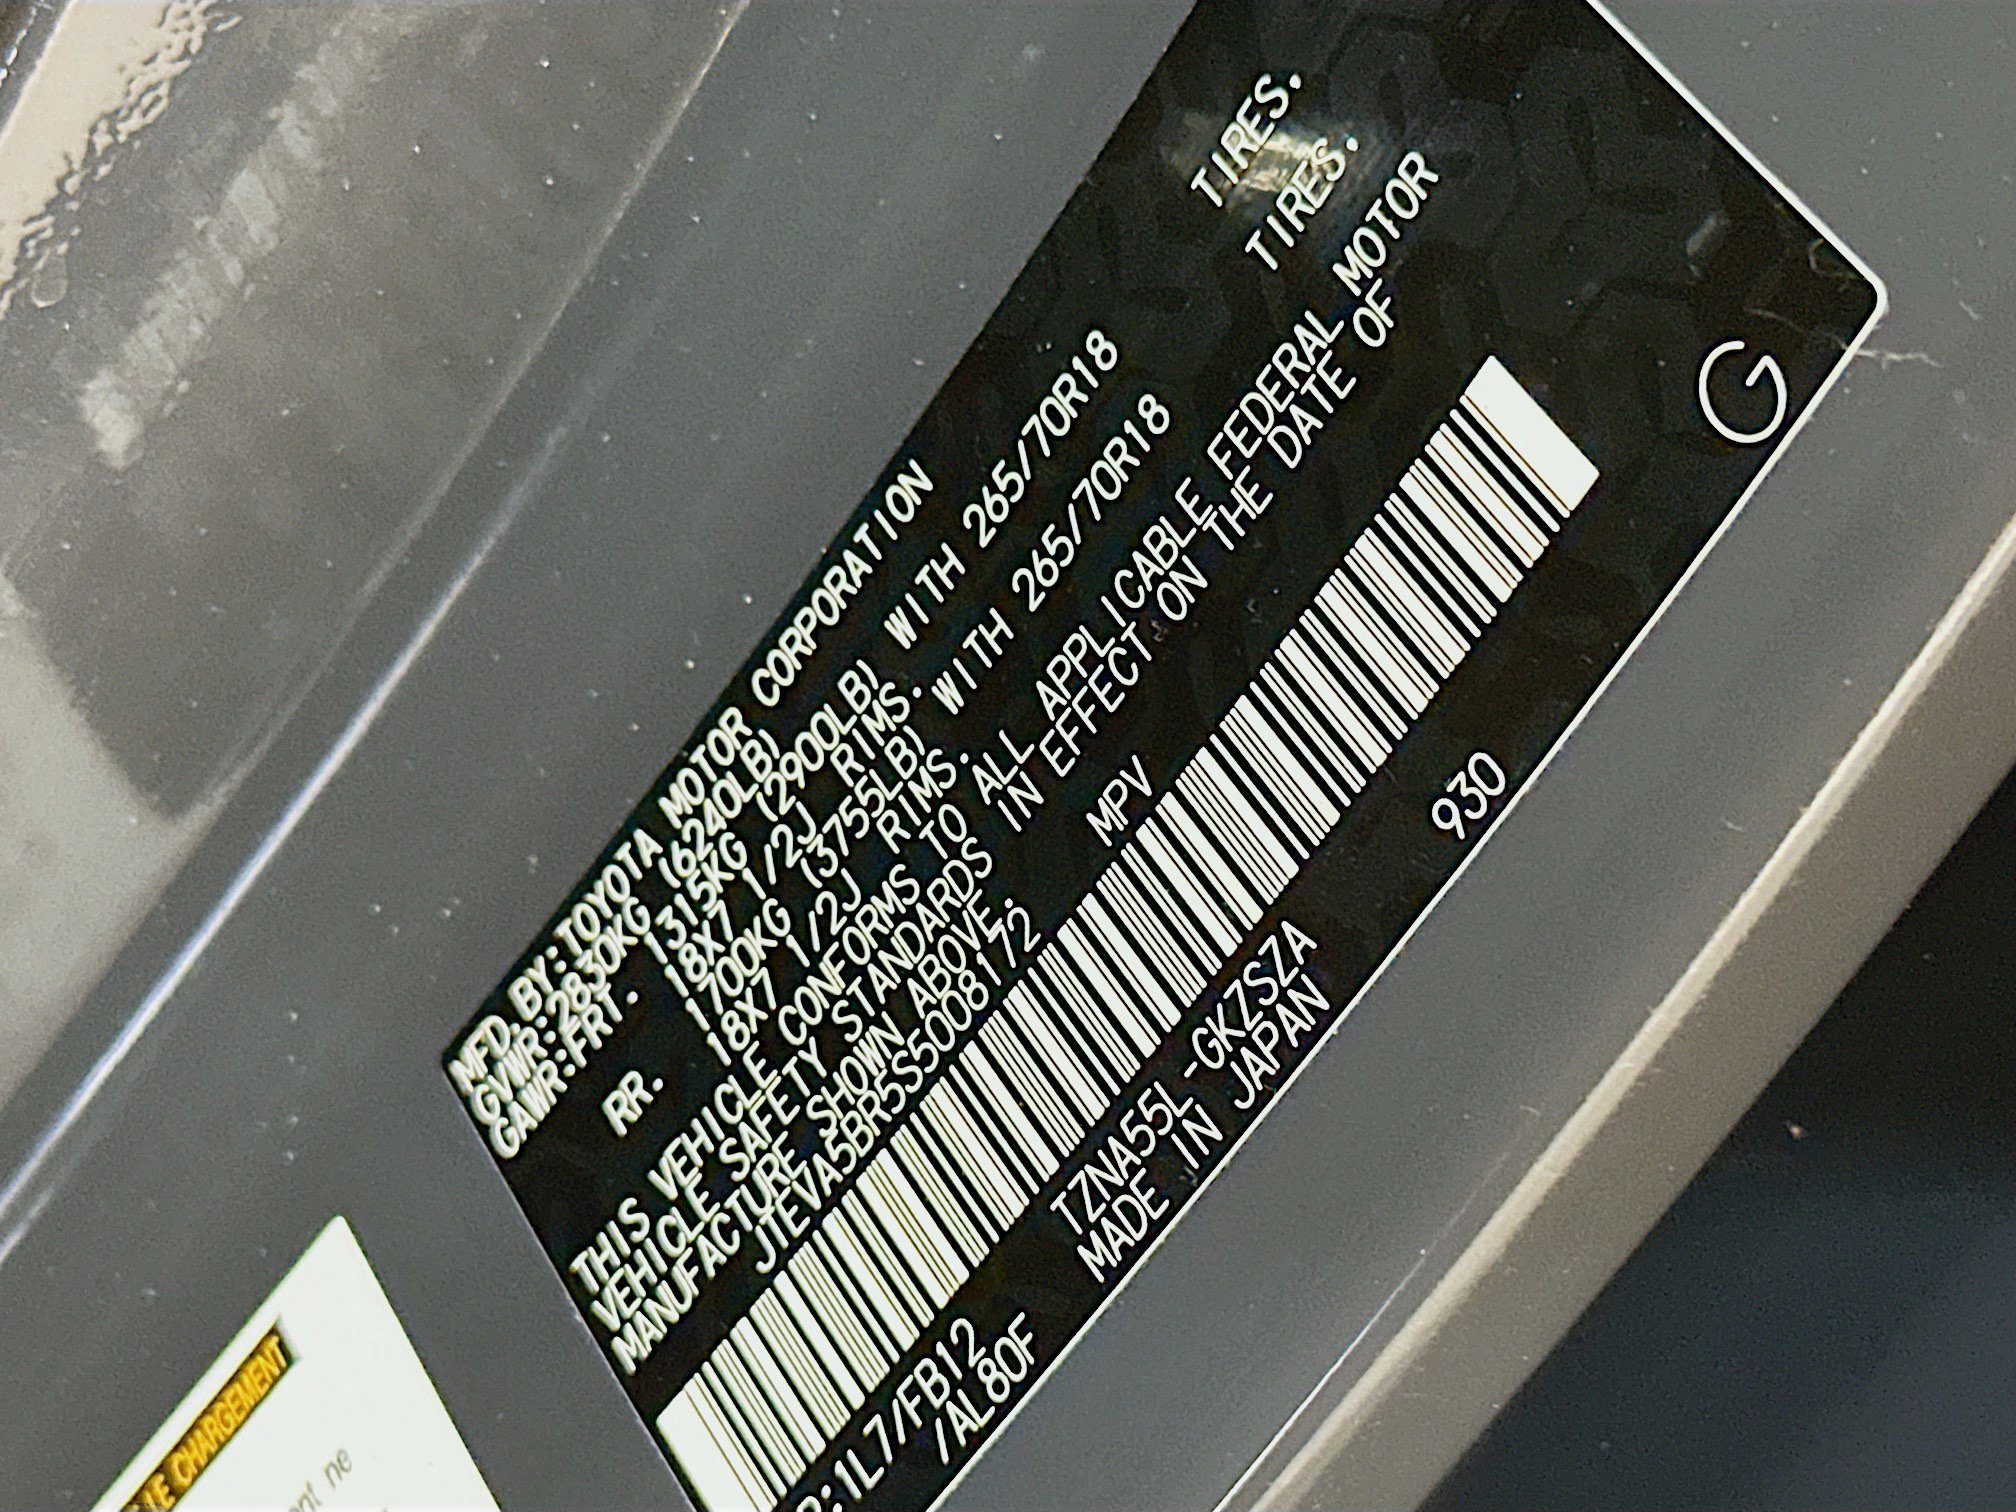 MFD. BY:TOYOTA MOTOR CORPORATION
GVWR:2830KG (6240LB)
GAWR:FRT. 1315KG (2900LB) WITH 265/70R18 TIRES.
18X7 1/2J RIMS.
RR. 1700KG (3755LB) WITH 265/70R18 TIRES.
18X7 1/2J RIMS.
THIS VEHICLE CONFORMS TO ALL APPLICABLE FEDERAL MOTOR
VEHICLE SAFETY STANDARDS IN EFFECT ON THE DATE OF
MANUFACTURE SHOWN ABOVE.
JTEVA5BR5S5008172 MPV
R:1L7/FB12 TZNA55L-GKZSZA 930
/AL80F MADE IN JAPAN
G
CHARGEMENT
ne